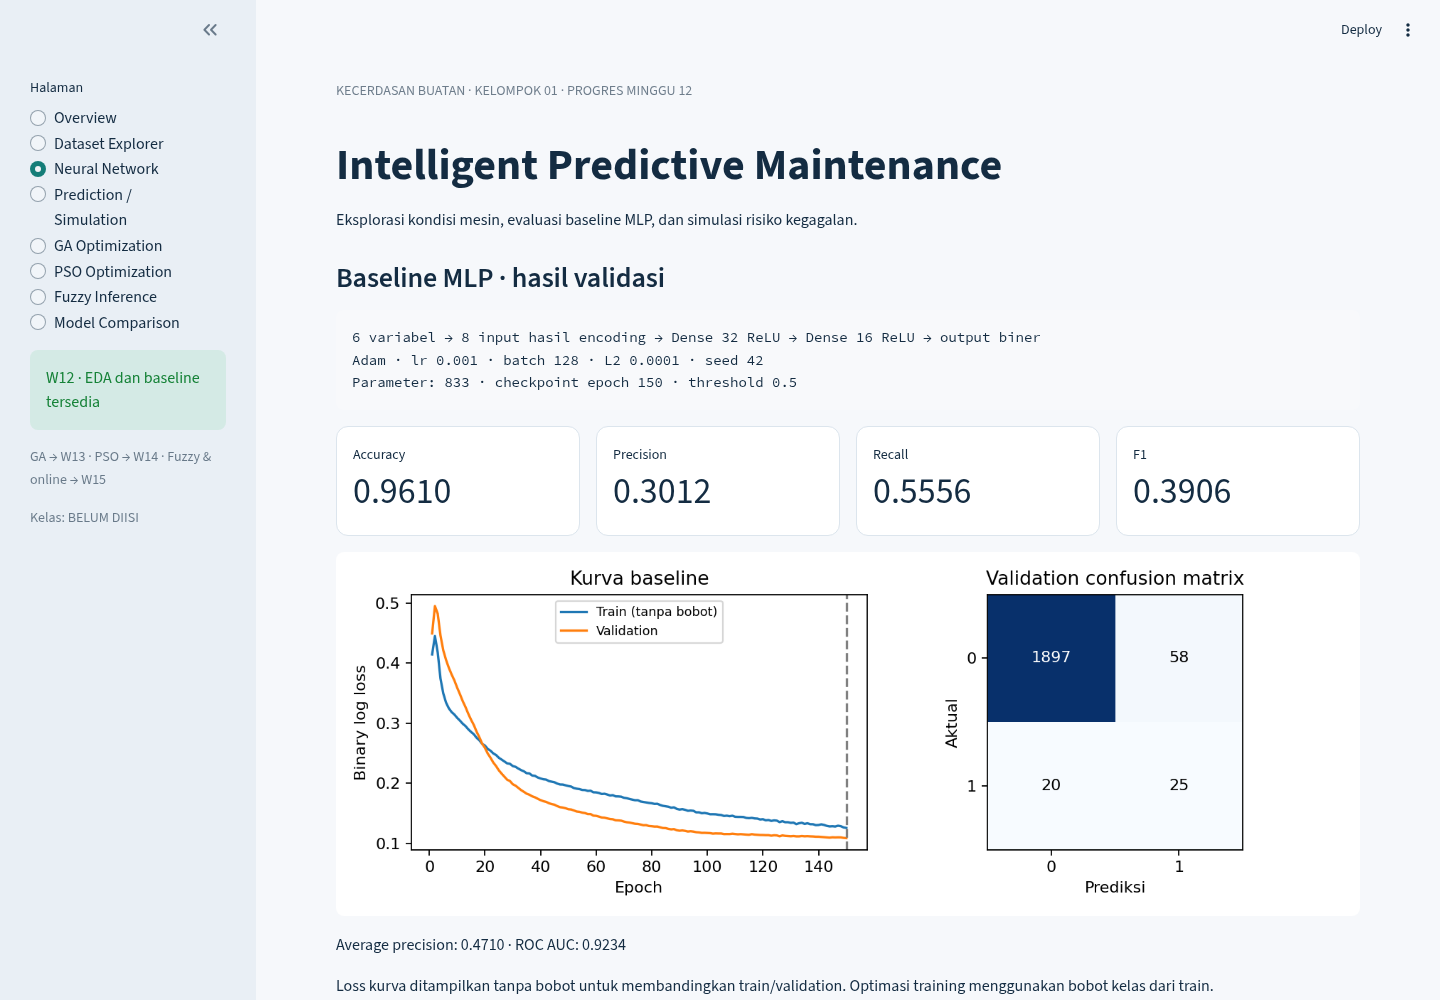 Deploy
Halaman
Overview
Dataset Explorer
Neural Network
Prediction /
Simulation
GA Optimization
PSO Optimization
Fuzzy Inference
Model Comparison
W12 · EDA dan baseline
tersedia
GA → W13 · PSO → W14 · Fuzzy &
online → W15
Kelas: BELUM DIISI
KECERDASAN BUATAN · KELOMPOK 01 · PROGRES MINGGU 12
Intelligent Predictive Maintenance
Eksplorasi kondisi mesin, evaluasi baseline MLP, dan simulasi risiko kegagalan.
Baseline MLP · hasil validasi
6 variabel → 8 input hasil encoding → Dense 32 ReLU → Dense 16 ReLU → output biner
Adam · lr 0.001 · batch 128 · L2 0.0001 · seed 42
Parameter: 833 · checkpoint epoch 150 · threshold 0.5
Accuracy
0.9610
Precision
0.3012
Recall
0.5556
F1
0.3906
Kurva baseline
Train (tanpa bobot)
Validation
Binary log loss
0.5
0.4
0.3
0.2
0.1
0 20 40 60 80 100 120 140
Epoch
Validation confusion matrix
Aktual
0 1897 58
1 20 25
0 1
Prediksi
Average precision: 0.4710 · ROC AUC: 0.9234
Loss kurva ditampilkan tanpa bobot untuk membandingkan train/validation. Optimasi training menggunakan bobot kelas dari train.